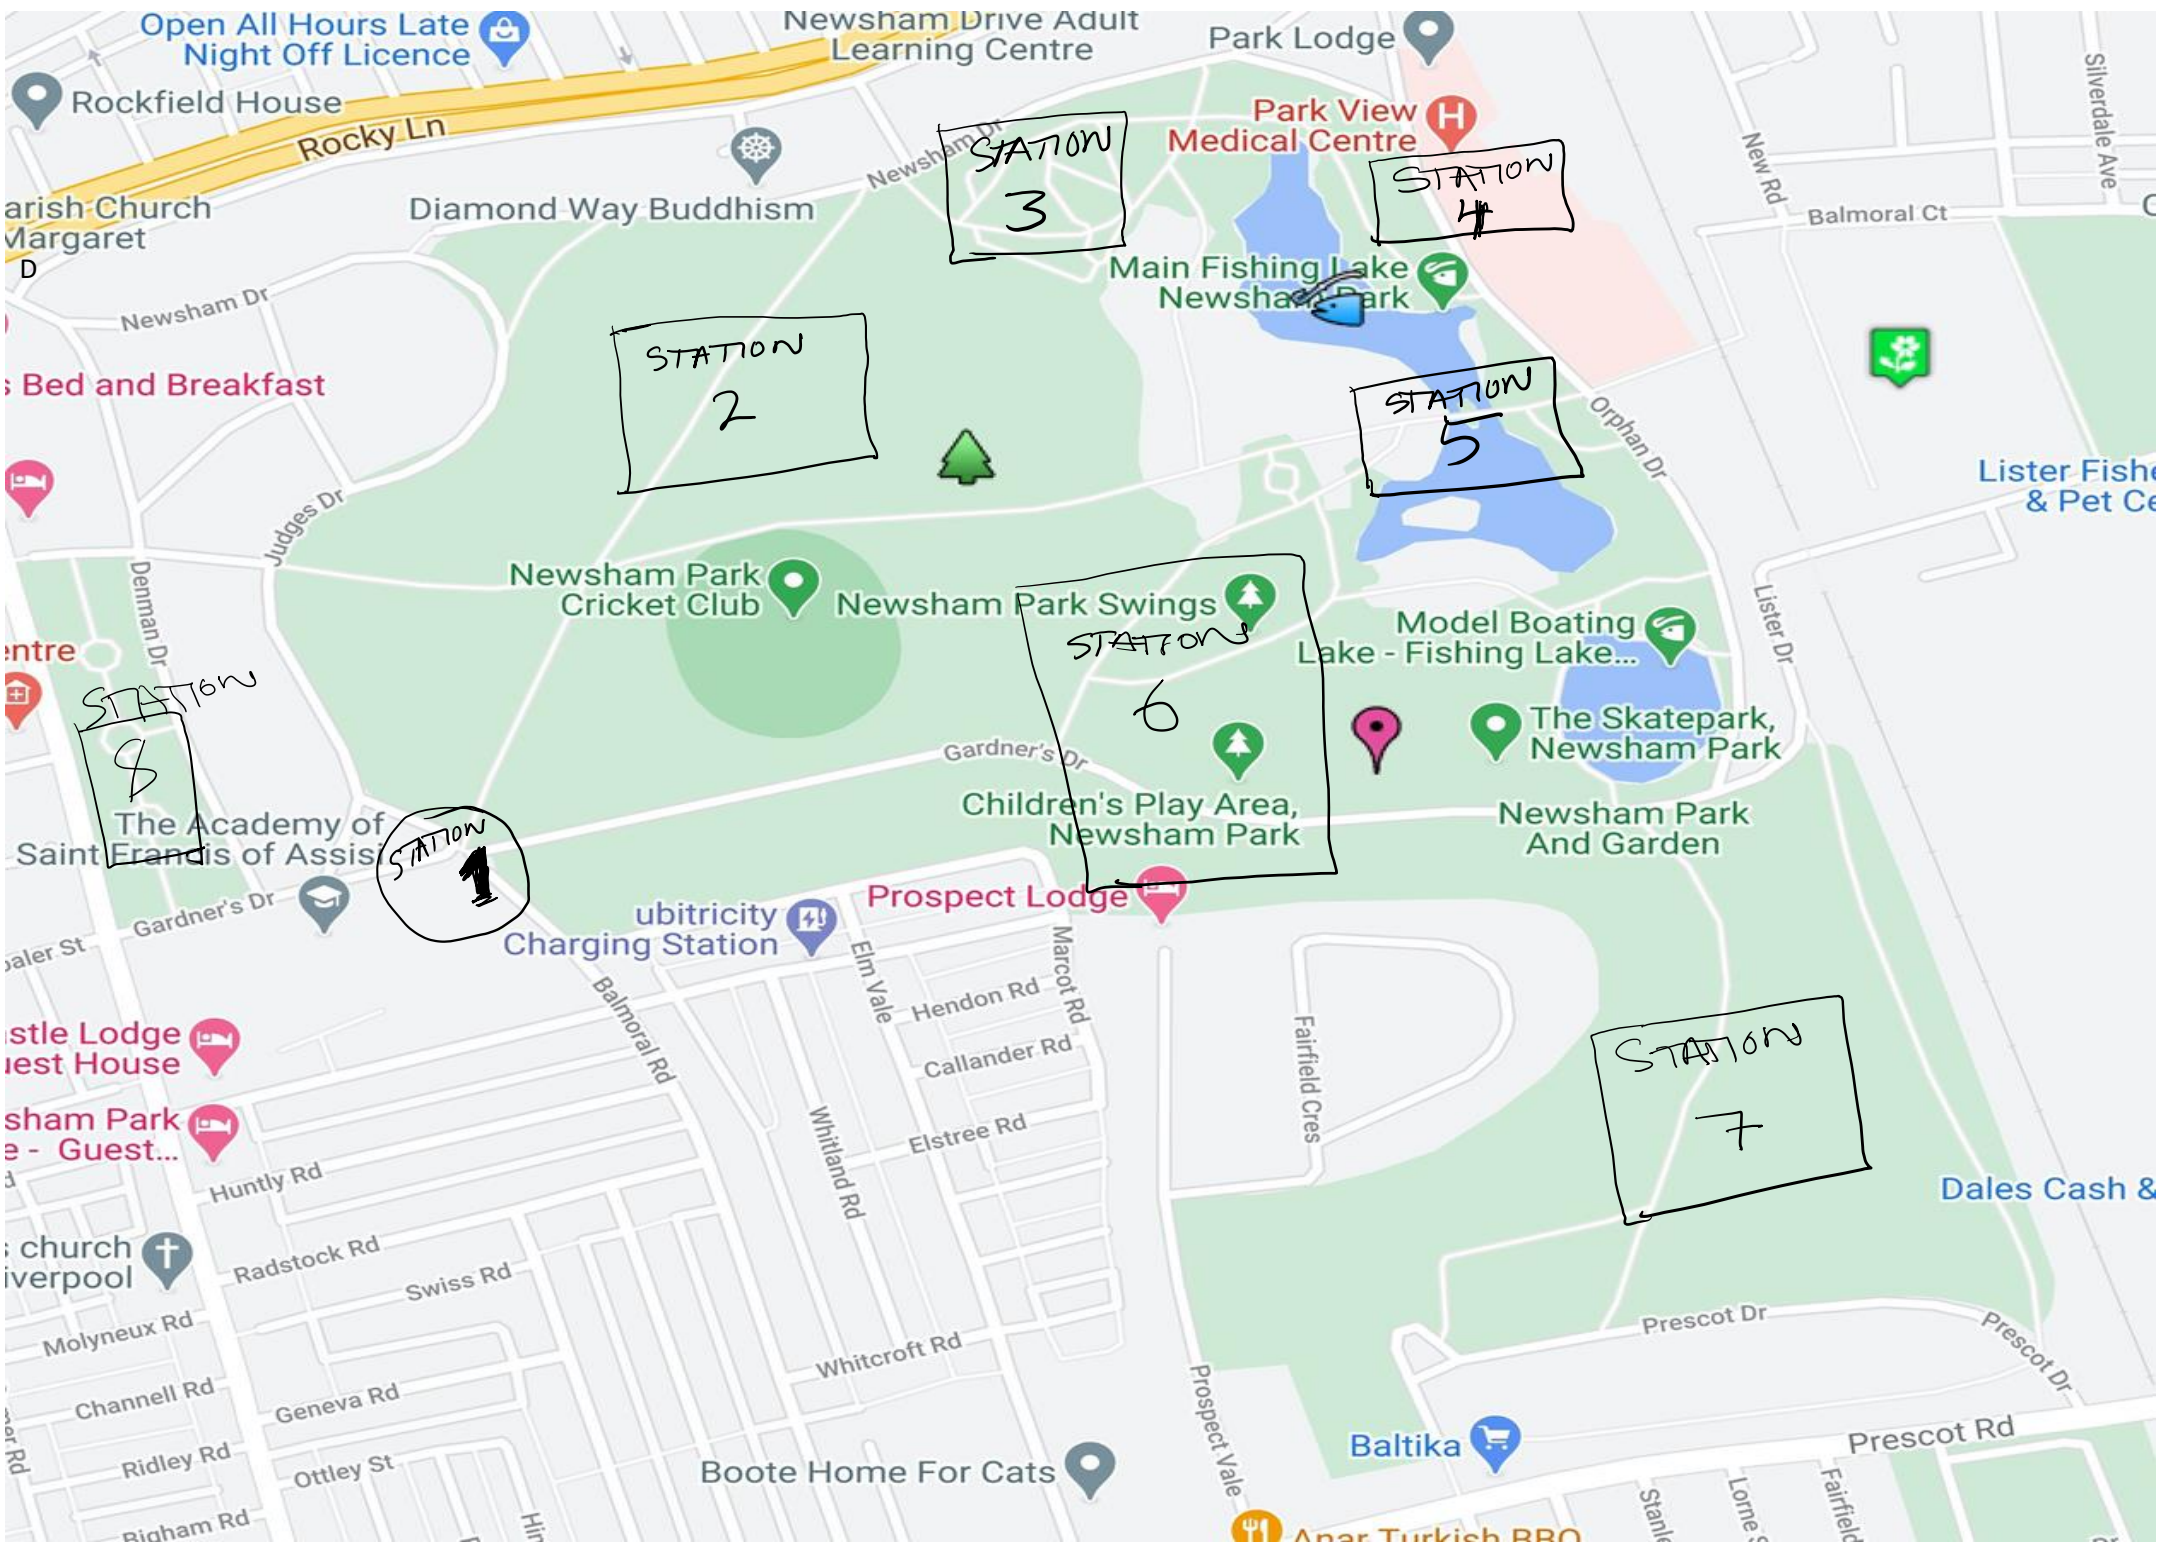 Open All Hours Late
Night Off Licence
Newsham Drive Adult
Learning Centre
Park Lodge
Rockfield House
Rocky Ln
Park View
Medical Centre
Silverdale Ave
New Rd
Newsham Dr
STATION
3
STATION
4
arish Church
Margaret
D
Diamond Way Buddhism
Balmoral Ct
Main Fishing Lake
Newsham Park
Newsham Dr
STATION
2
s Bed and Breakfast
STATION
5
Orphan Dr
Lister Fishe
& Pet Ce
Judges Dr
Denman Dr
Newsham Park
Cricket Club
Newsham Park Swings
STATION
6
Model Boating
Lake - Fishing Lake...
Lister Dr
entre
STATION
8
The Skatepark,
Newsham Park
Gardner's Dr
Children's Play Area,
Newsham Park
Newsham Park
And Garden
The Academy of
Saint Francis of Assisi
STATION
1
Gardner's Dr
Prospect Lodge
ubitricity
Charging Station
Elm Vale
Marcot Rd
Hendon Rd
Balmoral Rd
Callander Rd
Fairfield Cres
STATION
7
stle Lodge
uest House
sham Park
e - Guest...
Whitland Rd
Elstree Rd
Huntly Rd
Dales Cash &
church
iverpool
Radstock Rd
Swiss Rd
Molyneux Rd
Whitcroft Rd
Prescot Dr
Prescot Dr
Channell Rd
Geneva Rd
Prospect Vale
Baltika
Prescot Rd
Ridley Rd
Ottley St
Boote Home For Cats
Stanle
Lorne S
Fairfield
Bigham Rd
Hin
Anar Turkish BBQ